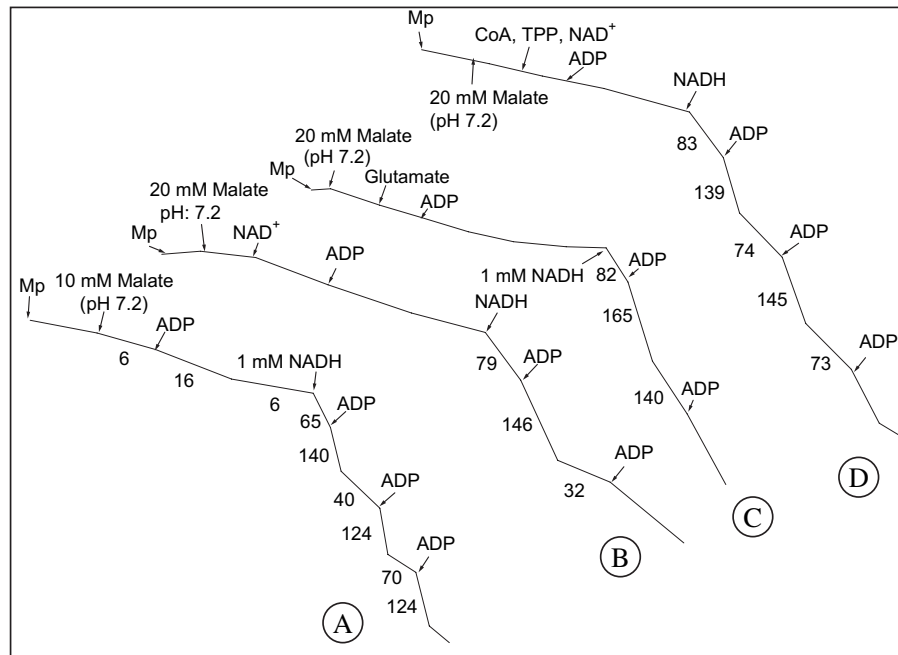 Mp
CoA, TPP, NAD+
ADP
20 mM Malate
(pH 7.2)
NADH
83
ADP
139
74
ADP
145
73
ADP
D
Mp
20 mM Malate
(pH 7.2)
Glutamate
ADP
1 mM NADH
82
ADP
165
140
ADP
C
Mp
20 mM Malate
pH: 7.2
NAD+
ADP
NADH
79
ADP
146
32
ADP
B
Mp
10 mM Malate
(pH 7.2)
6
ADP
16
6
1 mM NADH
65
ADP
140
40
ADP
124
70
ADP
124
A